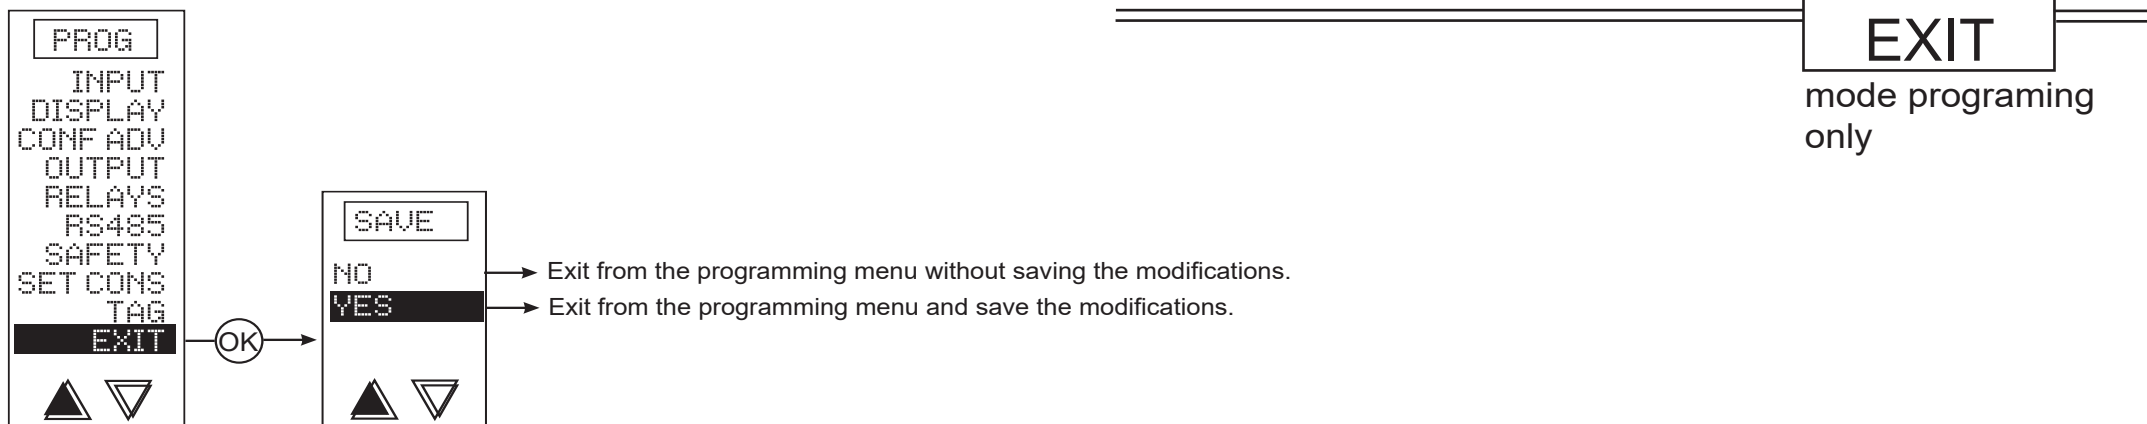 EXIT
mode programing
only
PROG
INPUT
DISPLAY
CONF ADV
OUTPUT
RELAYS
RS485
SAFETY
SET CONS
TAG
EXIT
OK
SAVE
NO
Exit from the programming menu without saving the modifications.
YES
Exit from the programming menu and save the modifications.